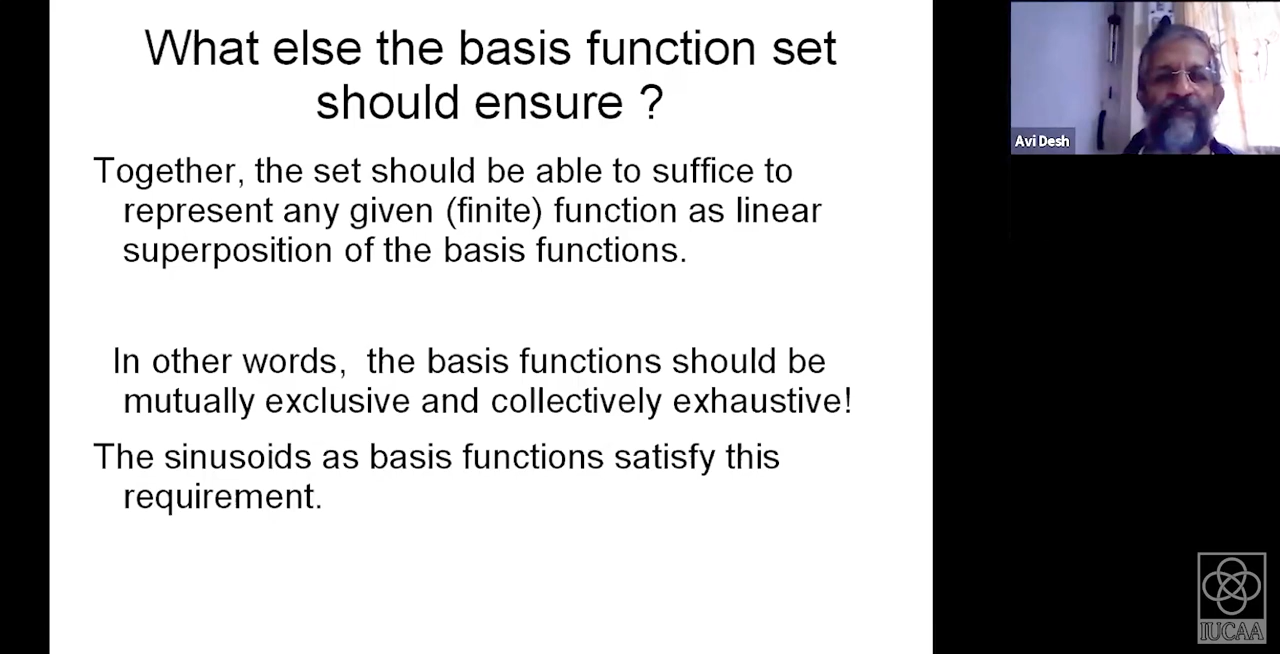 What else the basis function set
should ensure ?
Together, the set should be able to suffice to
represent any given (finite) function as linear
superposition of the basis functions.
In other words,  the basis functions should be
mutually exclusive and collectively exhaustive!
The sinusoids as basis functions satisfy this
requirement.
Avi Desh
IUCAA